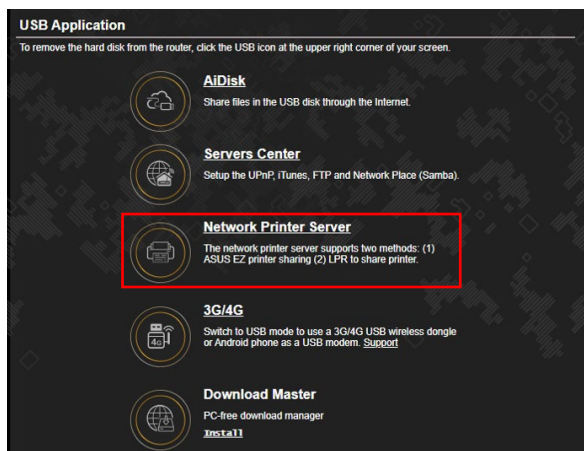 USB Application
To remove the hard disk from the router, click the USB icon at the upper right corner of your screen.
AiDisk
Share files in the USB disk through the Internet.
Servers Center
Setup the UPnP, iTunes, FTP and Network Place (Samba).
Network Printer Server
The network printer server supports two methods: (1)
ASUS EZ printer sharing (2) LPR to share printer.
3G/4G
4G
Switch to USB mode to use a 3G/4G USB wireless dongle
or Android phone as a USB modem. Support
Download Master
PC-free download manager
Install